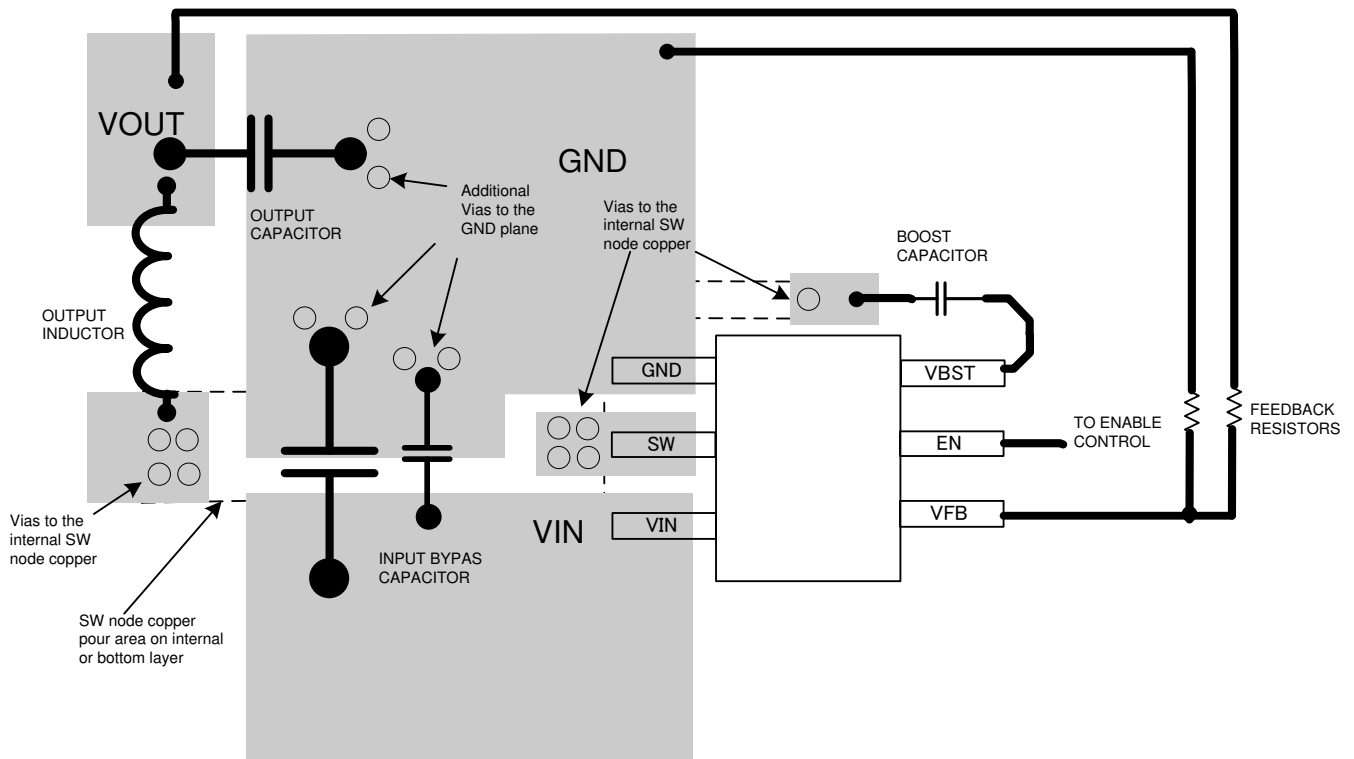 VOUT
GND
OUTPUT
CAPACITOR
Additional
Vias to the
GND plane
Vias to the
internal SW
node copper
BOOST
CAPACITOR
OUTPUT
INDUCTOR
GND
VBST
SW
EN
TO ENABLE
CONTROL
FEEDBACK
RESISTORS
VIN
VIN
VFB
Vias to the
internal SW
node copper
INPUT BYPAS
CAPACITOR
SW node copper
pour area on internal
or bottom layer